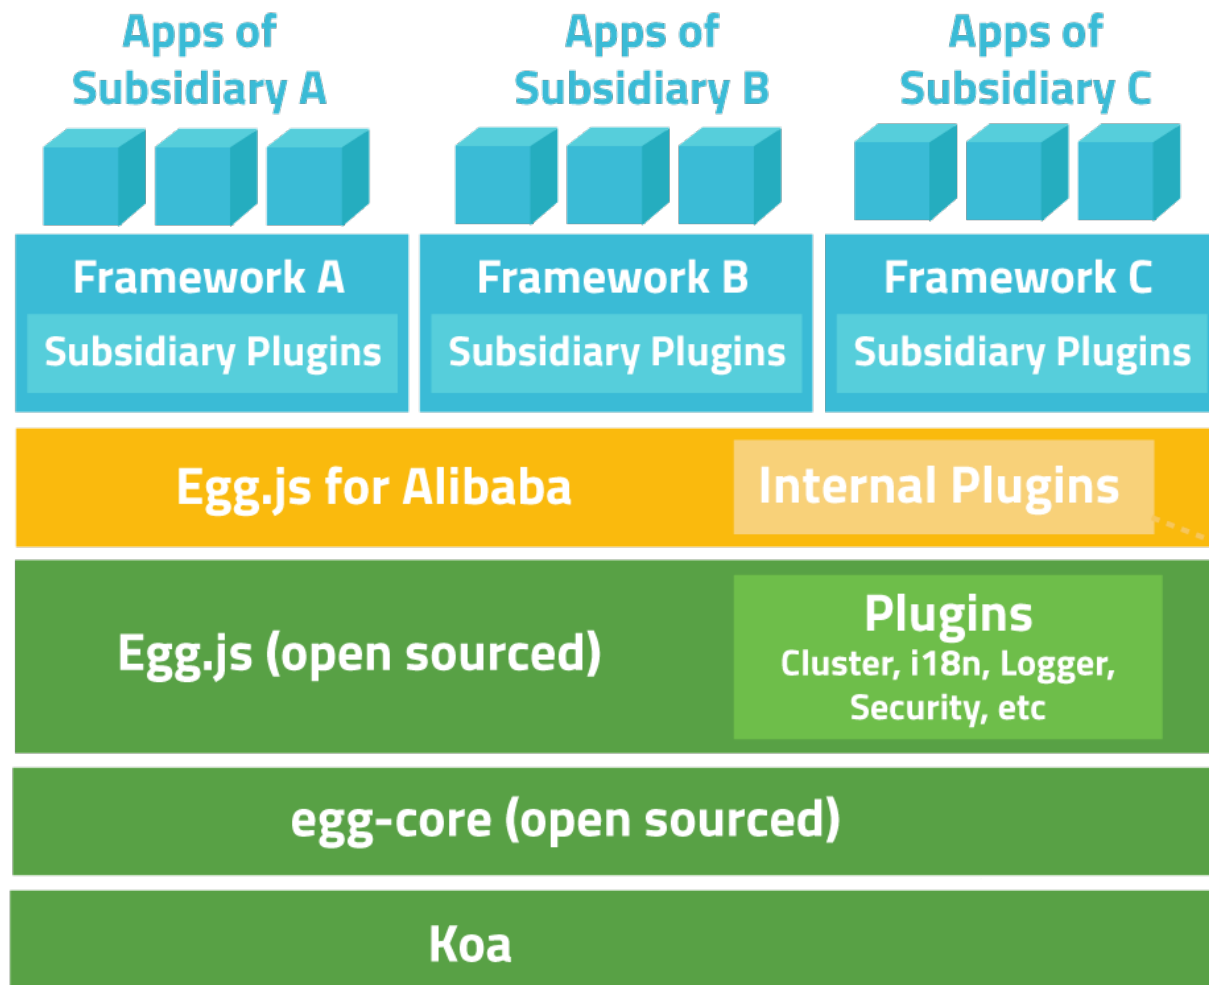 Apps of
Subsidiary A
Apps of
Subsidiary B
Apps of
Subsidiary C
Framework A
Subsidiary Plugins
Framework B
Subsidiary Plugins
Framework C
Subsidiary Plugins
Egg.js for Alibaba
Internal Plugins
Egg.js (open sourced)
Plugins
Cluster, i18n, Logger,
Security, etc
egg-core (open sourced)
Koa